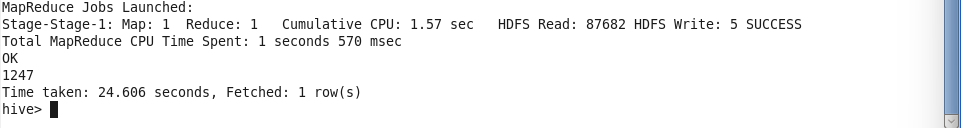 MapReduce Jobs Launched:
Stage-Stage-1: Map: 1  Reduce: 1   Cumulative CPU: 1.57 sec   HDFS Read: 87682 HDFS Write: 5 SUCCESS
Total MapReduce CPU Time Spent: 1 seconds 570 msec
OK
1247
Time taken: 24.606 seconds, Fetched: 1 row(s)
hive>